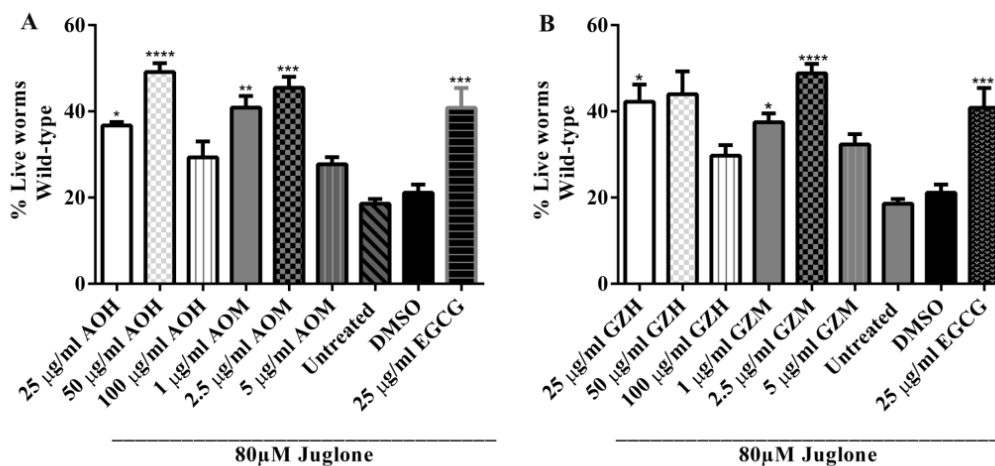 A
% Live worms
Wild-type
60
40
20
0
*
****
**
***
***
25 µg/ml AOH
50 µg/ml AOH
100 µg/ml AOH
1 µg/ml AOM
2.5 µg/ml AOM
5 µg/ml AOM
Untreated
DMSO
25 µg/ml EGCG
80µM Juglone
B
% Live worms
Wild-type
60
40
20
0
*
*
****
***
25 µg/ml GZH
50 µg/ml GZH
100 µg/ml GZH
1 µg/ml GZM
2.5 µg/ml GZM
5 µg/ml GZM
Untreated
DMSO
25 µg/ml EGCG
80µM Juglone